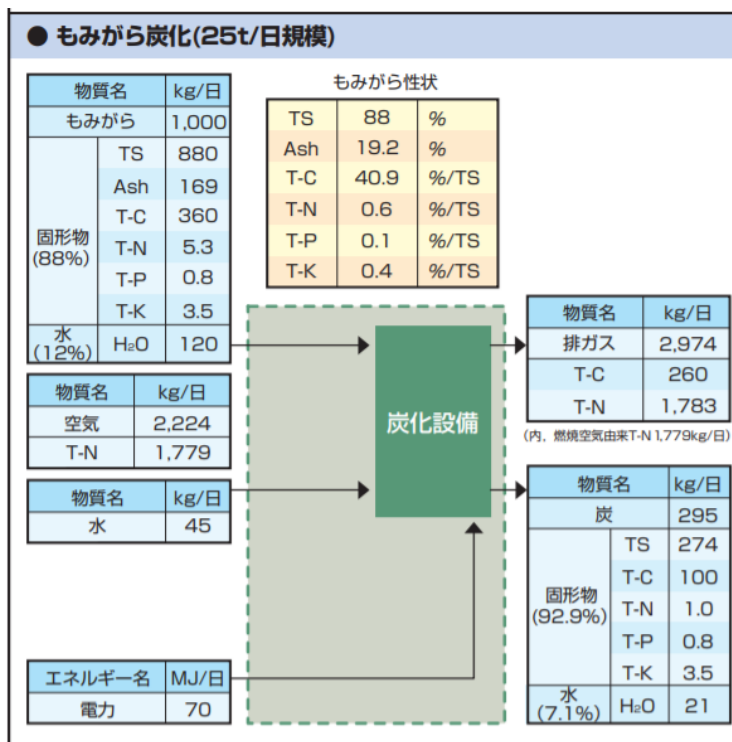 ● もみがら炭化(25t/日規模)
物質名 kg/日
もみがら 1,000
固形物(88%) TS 880
Ash 169
T-C 360
T-N 5.3
T-P 0.8
T-K 3.5
水(12%) H₂O 120
もみがら性状
TS 88 %
Ash 19.2 %
T-C 40.9 %/TS
T-N 0.6 %/TS
T-P 0.1 %/TS
T-K 0.4 %/TS
物質名 kg/日
空気 2,224
T-N 1,779
物質名 kg/日
水 45
エネルギー名 MJ/日
電力 70
炭化設備
物質名 kg/日
排ガス 2,974
T-C 260
T-N 1,783
(内、燃焼空気由来T-N 1,779kg/日)
物質名 kg/日
炭 295
固形物(92.9%) TS 274
T-C 100
T-N 1.0
T-P 0.8
T-K 3.5
水(7.1%) H₂O 21